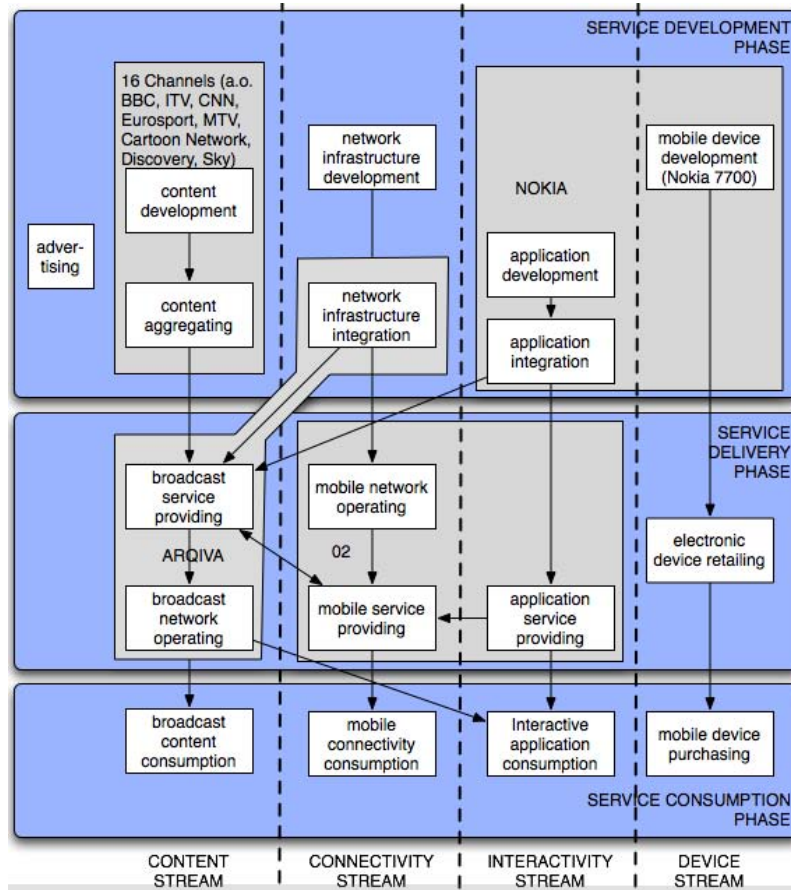 SERVICE DEVELOPMENT
PHASE
16 Channels (a.o.
BBC, ITV, CNN,
Eurosport, MTV,
Cartoon Network,
Discovery, Sky)
content
development
adver-
tising
content
aggregating
network
infrastructure
development
network
infrastructure
integration
NOKIA
application
development
application
integration
mobile device
development
(Nokia 7700)
SERVICE
DELIVERY
PHASE
broadcast
service
providing
ARQIVA
broadcast
network
operating
mobile network
operating
02
mobile service
providing
application
service
providing
electronic
device retailing
broadcast
content
consumption
mobile
connectivity
consumption
Interactive
application
consumption
mobile device
purchasing
SERVICE CONSUMPTION
PHASE
CONTENT
STREAM
CONNECTIVITY
STREAM
INTERACTIVITY
STREAM
DEVICE
STREAM